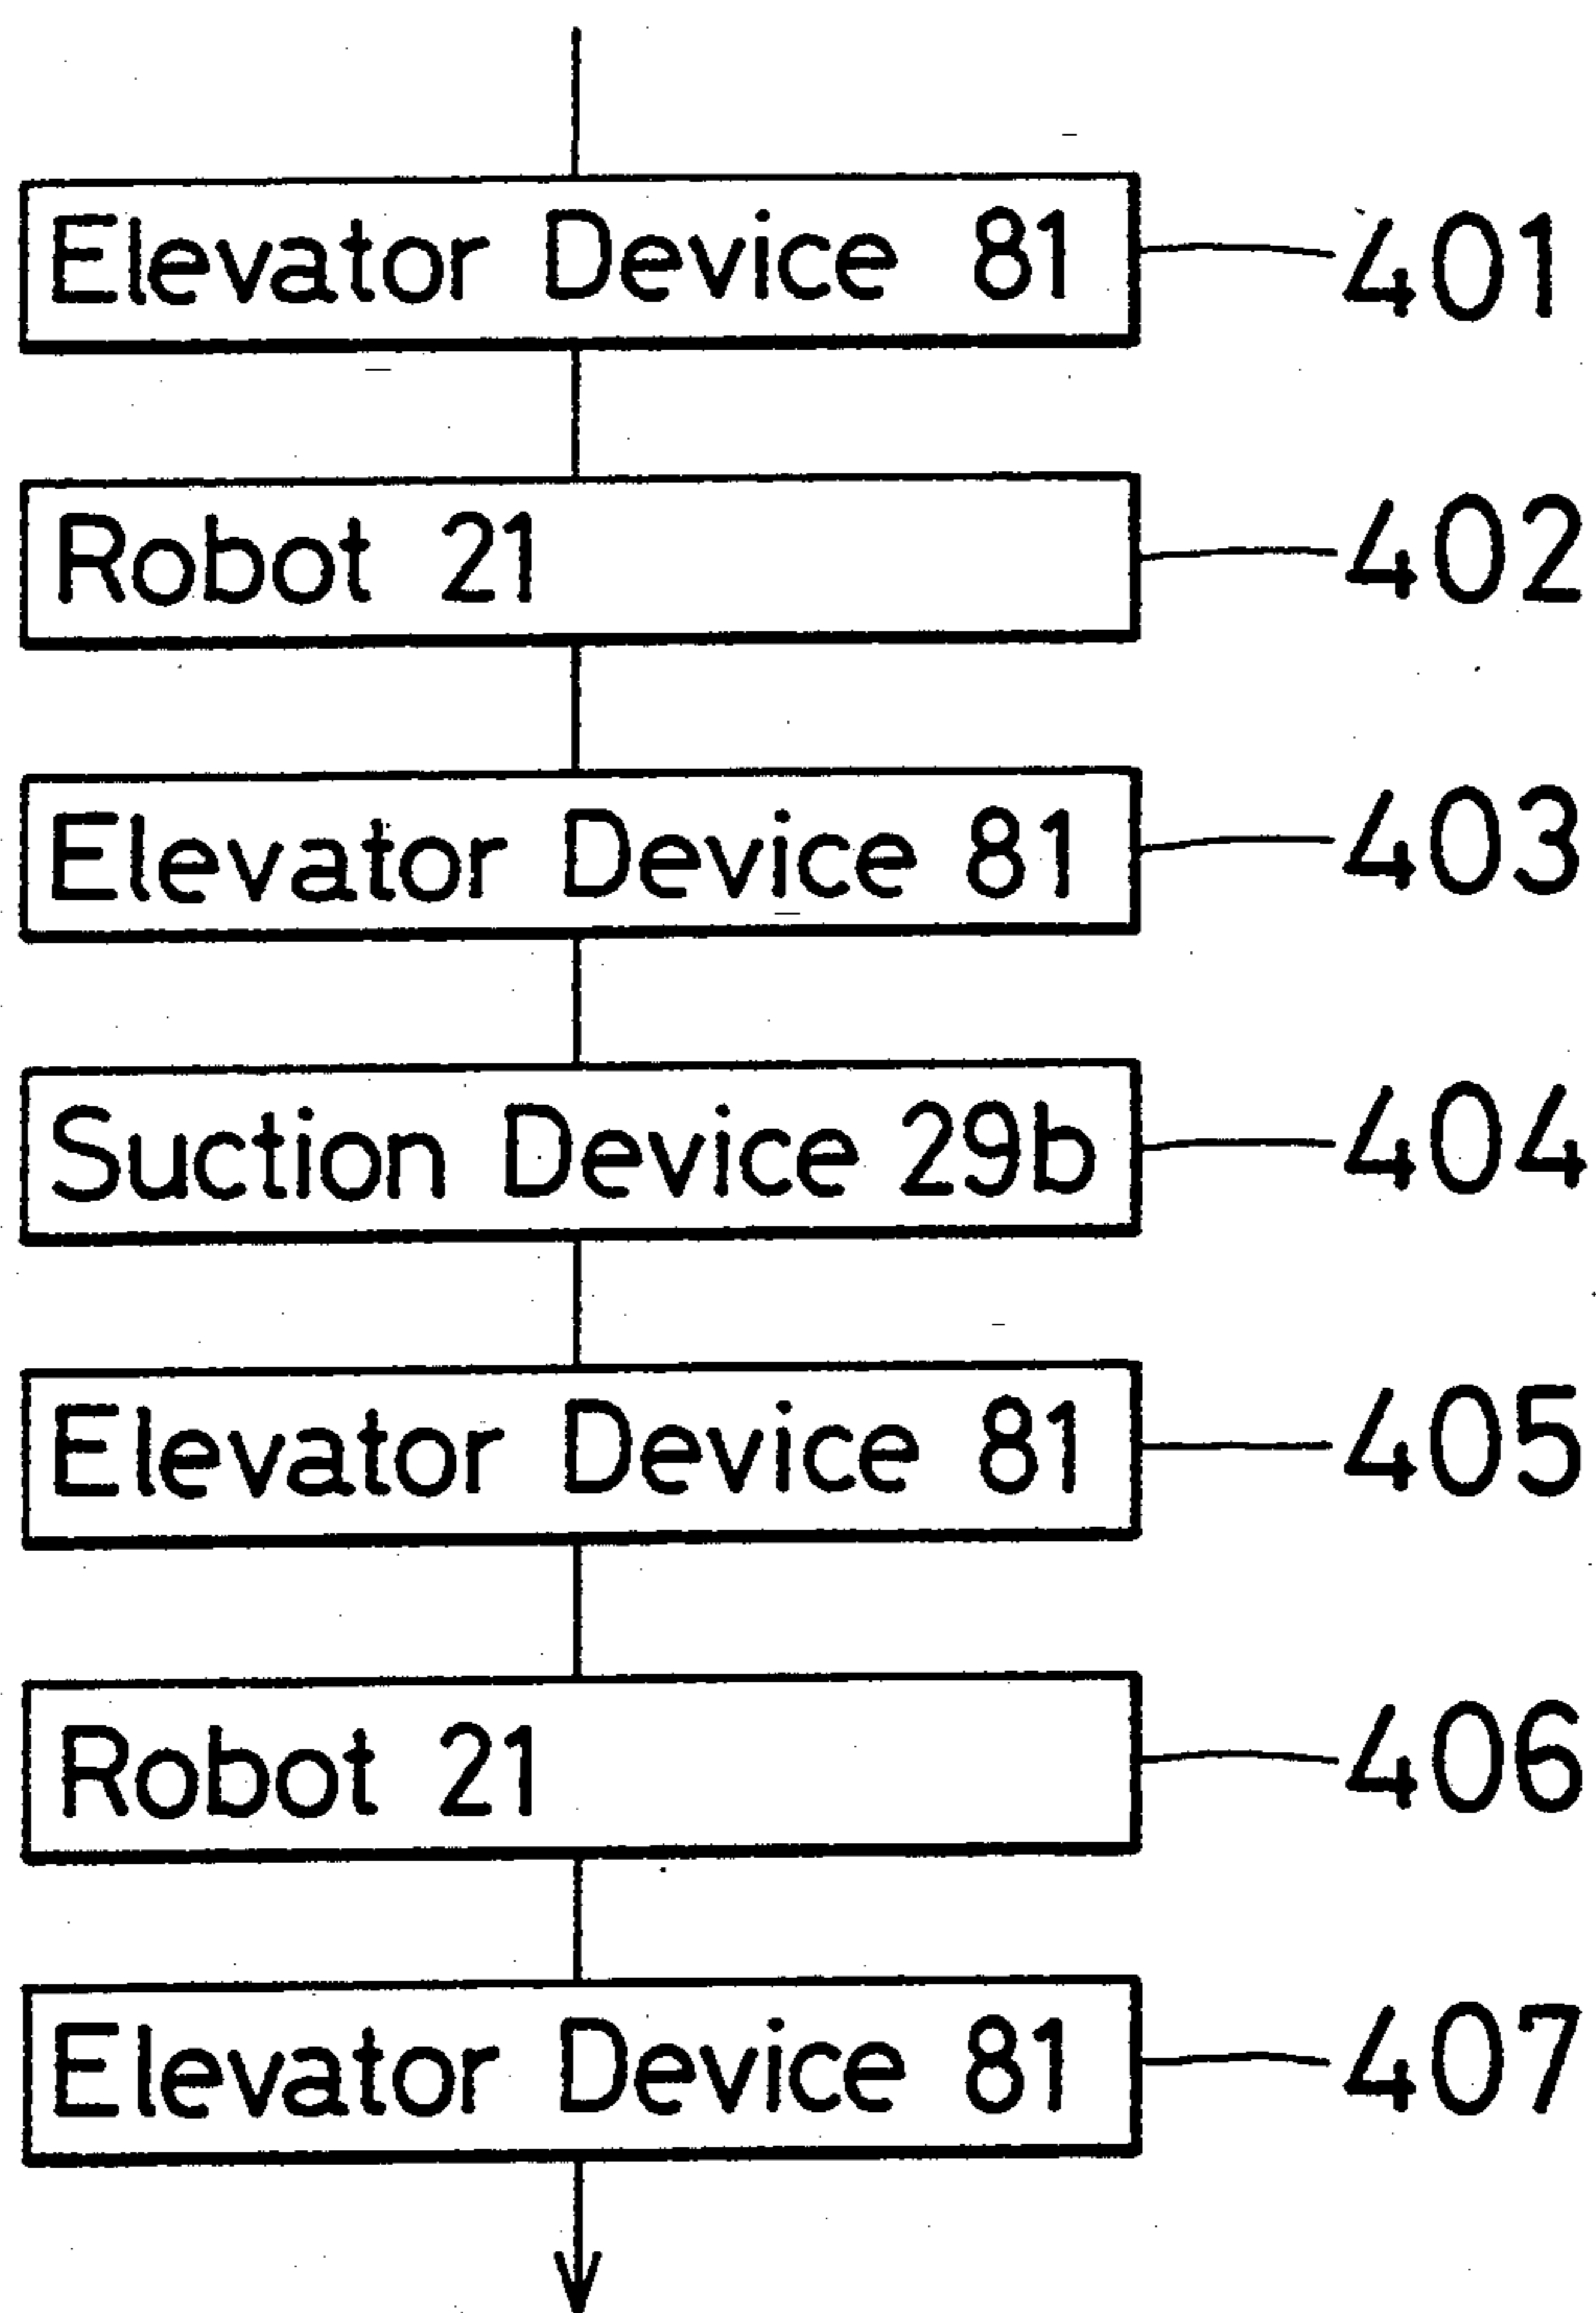 Elevator Device 81 401
Robot 21 402
Elevator Device 81 403
Suction Device 29b 404
Elevator Device 81 405
Robot 21 406
Elevator Device 81 407